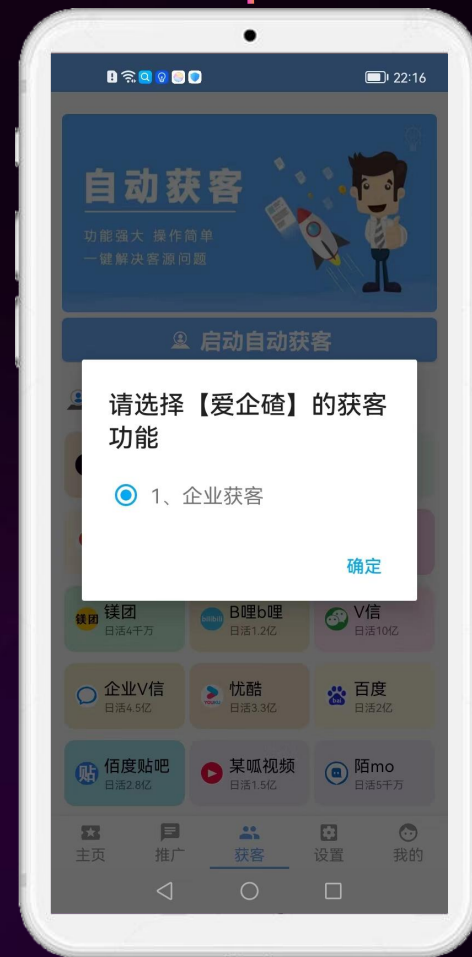 22:16
自动获客
功能强大 操作简单
一键解决客源问题
启动自动获客
请选择【爱企碴】的获客
功能
1、企业获客
确定
镁团
镁团
日活4千万
bilibili
B哩b哩
日活1.2亿
V信
日活10亿
企业V信
日活4.5亿
忧酷
日活3.3亿
百度
日活2亿
贴
佰度贴吧
日活2.8亿
某呱视频
日活1.5亿
陌mo
日活5千万
主页
推广
获客
设置
我的